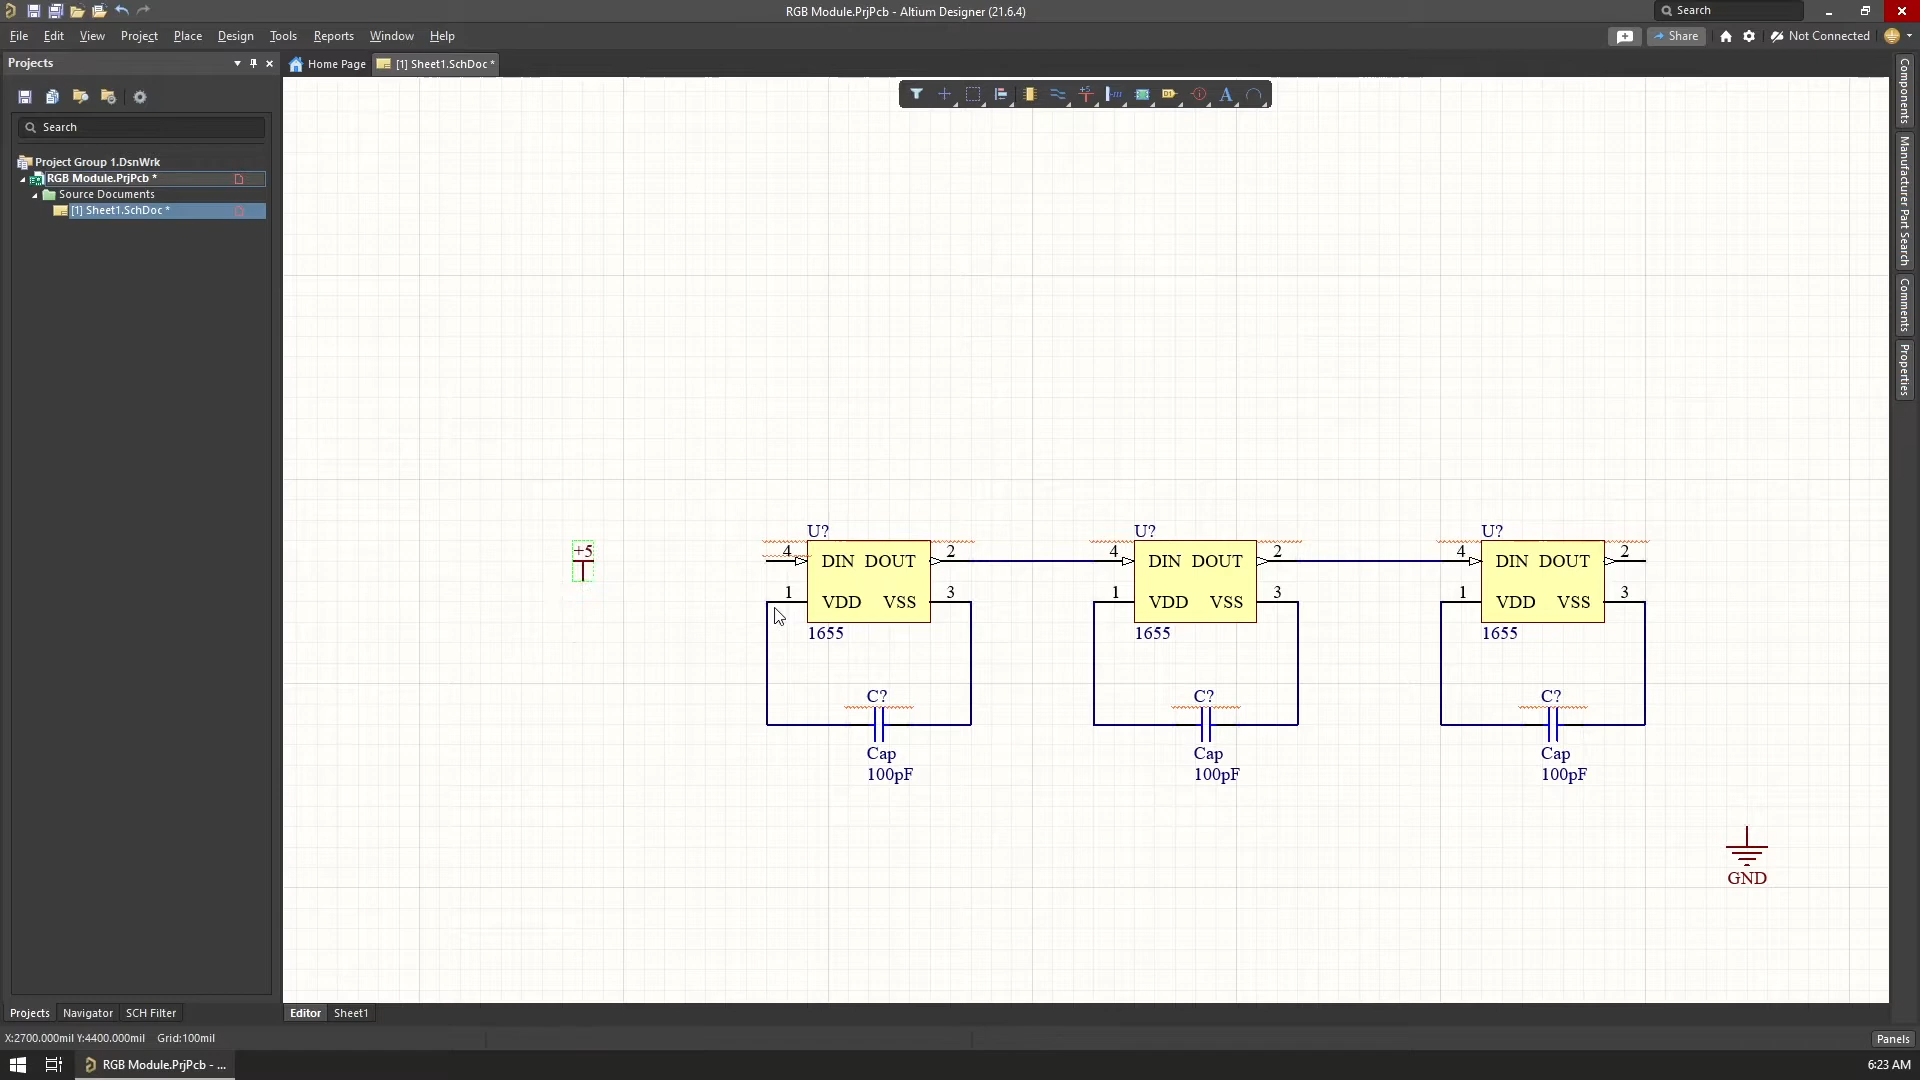 RGB Module.PrjPcb - Altium Designer (21.6.4)
Search
File Edit View Project Place Design Tools Reports Window Help
Share
Not Connected
Projects
Home Page
[1] Sheet1.SchDoc *
Search
Project Group 1.DsnWrk
RGB Module.PrjPcb *
Source Documents
[1] Sheet1.SchDoc *
Components
Manufacturer Part Search
Comments
Properties
+5
U? U? U?
4 DIN DOUT 2 4 DIN DOUT 2 4 DIN DOUT 2
1 VDD VSS 3 1 VDD VSS 3 1 VDD VSS 3
1655 1655 1655
C? C? C?
Cap Cap Cap
100pF 100pF 100pF
GND
Projects Navigator SCH Filter
Editor Sheet1
X:2700.000mil Y:4400.000mil Grid:100mil
Panels
RGB Module.PrjPcb - ...
6:23 AM